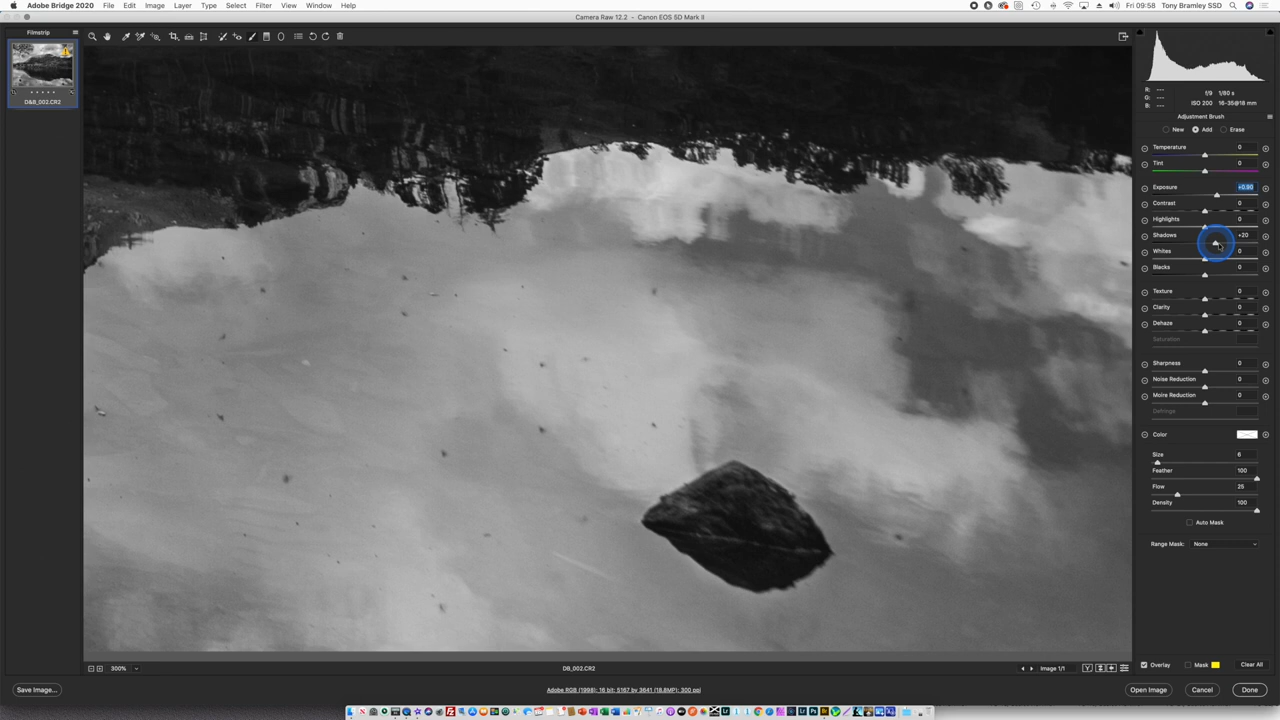 Adobe Bridge 2020 File Edit Image Layer Type Select Filter View Window Help Fri 09:58 Tony Bramley SSD
Camera Raw 12.2 - Canon EOS 5D Mark II
Filmstrip
D&B_002.CR2
R: ---
G: ---
B: ---
f/9 1/80 s
ISO 200 16-35@18 mm
Adjustment Brush
New Add Erase
Temperature 0
Tint 0
Exposure +0.90
Contrast 0
Highlights 0
Shadows +20
Whites 0
Blacks 0
Texture 0
Clarity 0
Dehaze 0
Saturation
Sharpness 0
Noise Reduction 0
Moire Reduction 0
Defringe
Color
Size 6
Feather 100
Flow 25
Density 100
Auto Mask
Range Mask: None
300% DB_002.CR2 Image 1/1
Overlay Mask Clear All
Save Image... Adobe RGB (1998); 16 bit; 5167 by 3641 (18.8MP); 300 ppi Open Image Cancel Done